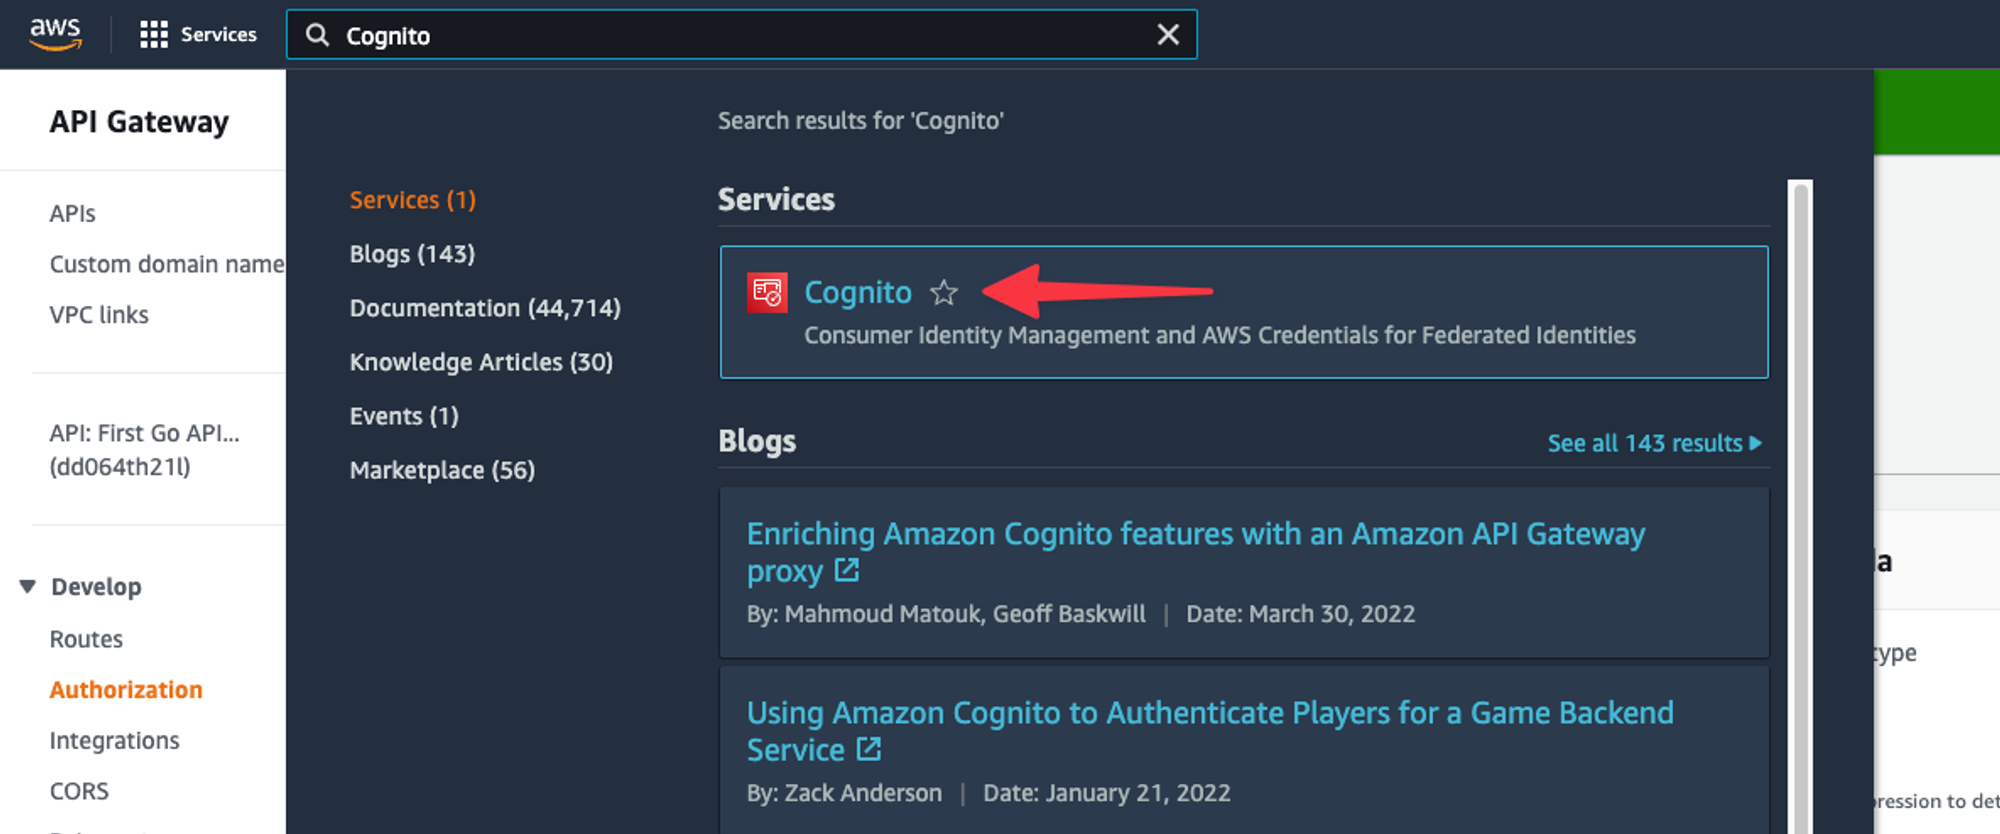 aws
Services
Cognito
API Gateway
APIs
Custom domain name
VPC links
API: First Go API...
(dd064th21l)
Develop
Routes
Authorization
Integrations
CORS
Search results for 'Cognito'
Services (1)
Blogs (143)
Documentation (44,714)
Knowledge Articles (30)
Events (1)
Marketplace (56)
Services
Cognito
Consumer Identity Management and AWS Credentials for Federated Identities
Blogs
See all 143 results
Enriching Amazon Cognito features with an Amazon API Gateway
proxy
By: Mahmoud Matouk, Geoff Baskwill | Date: March 30, 2022
Using Amazon Cognito to Authenticate Players for a Game Backend
Service
By: Zack Anderson | Date: January 21, 2022
da
type
pression to det